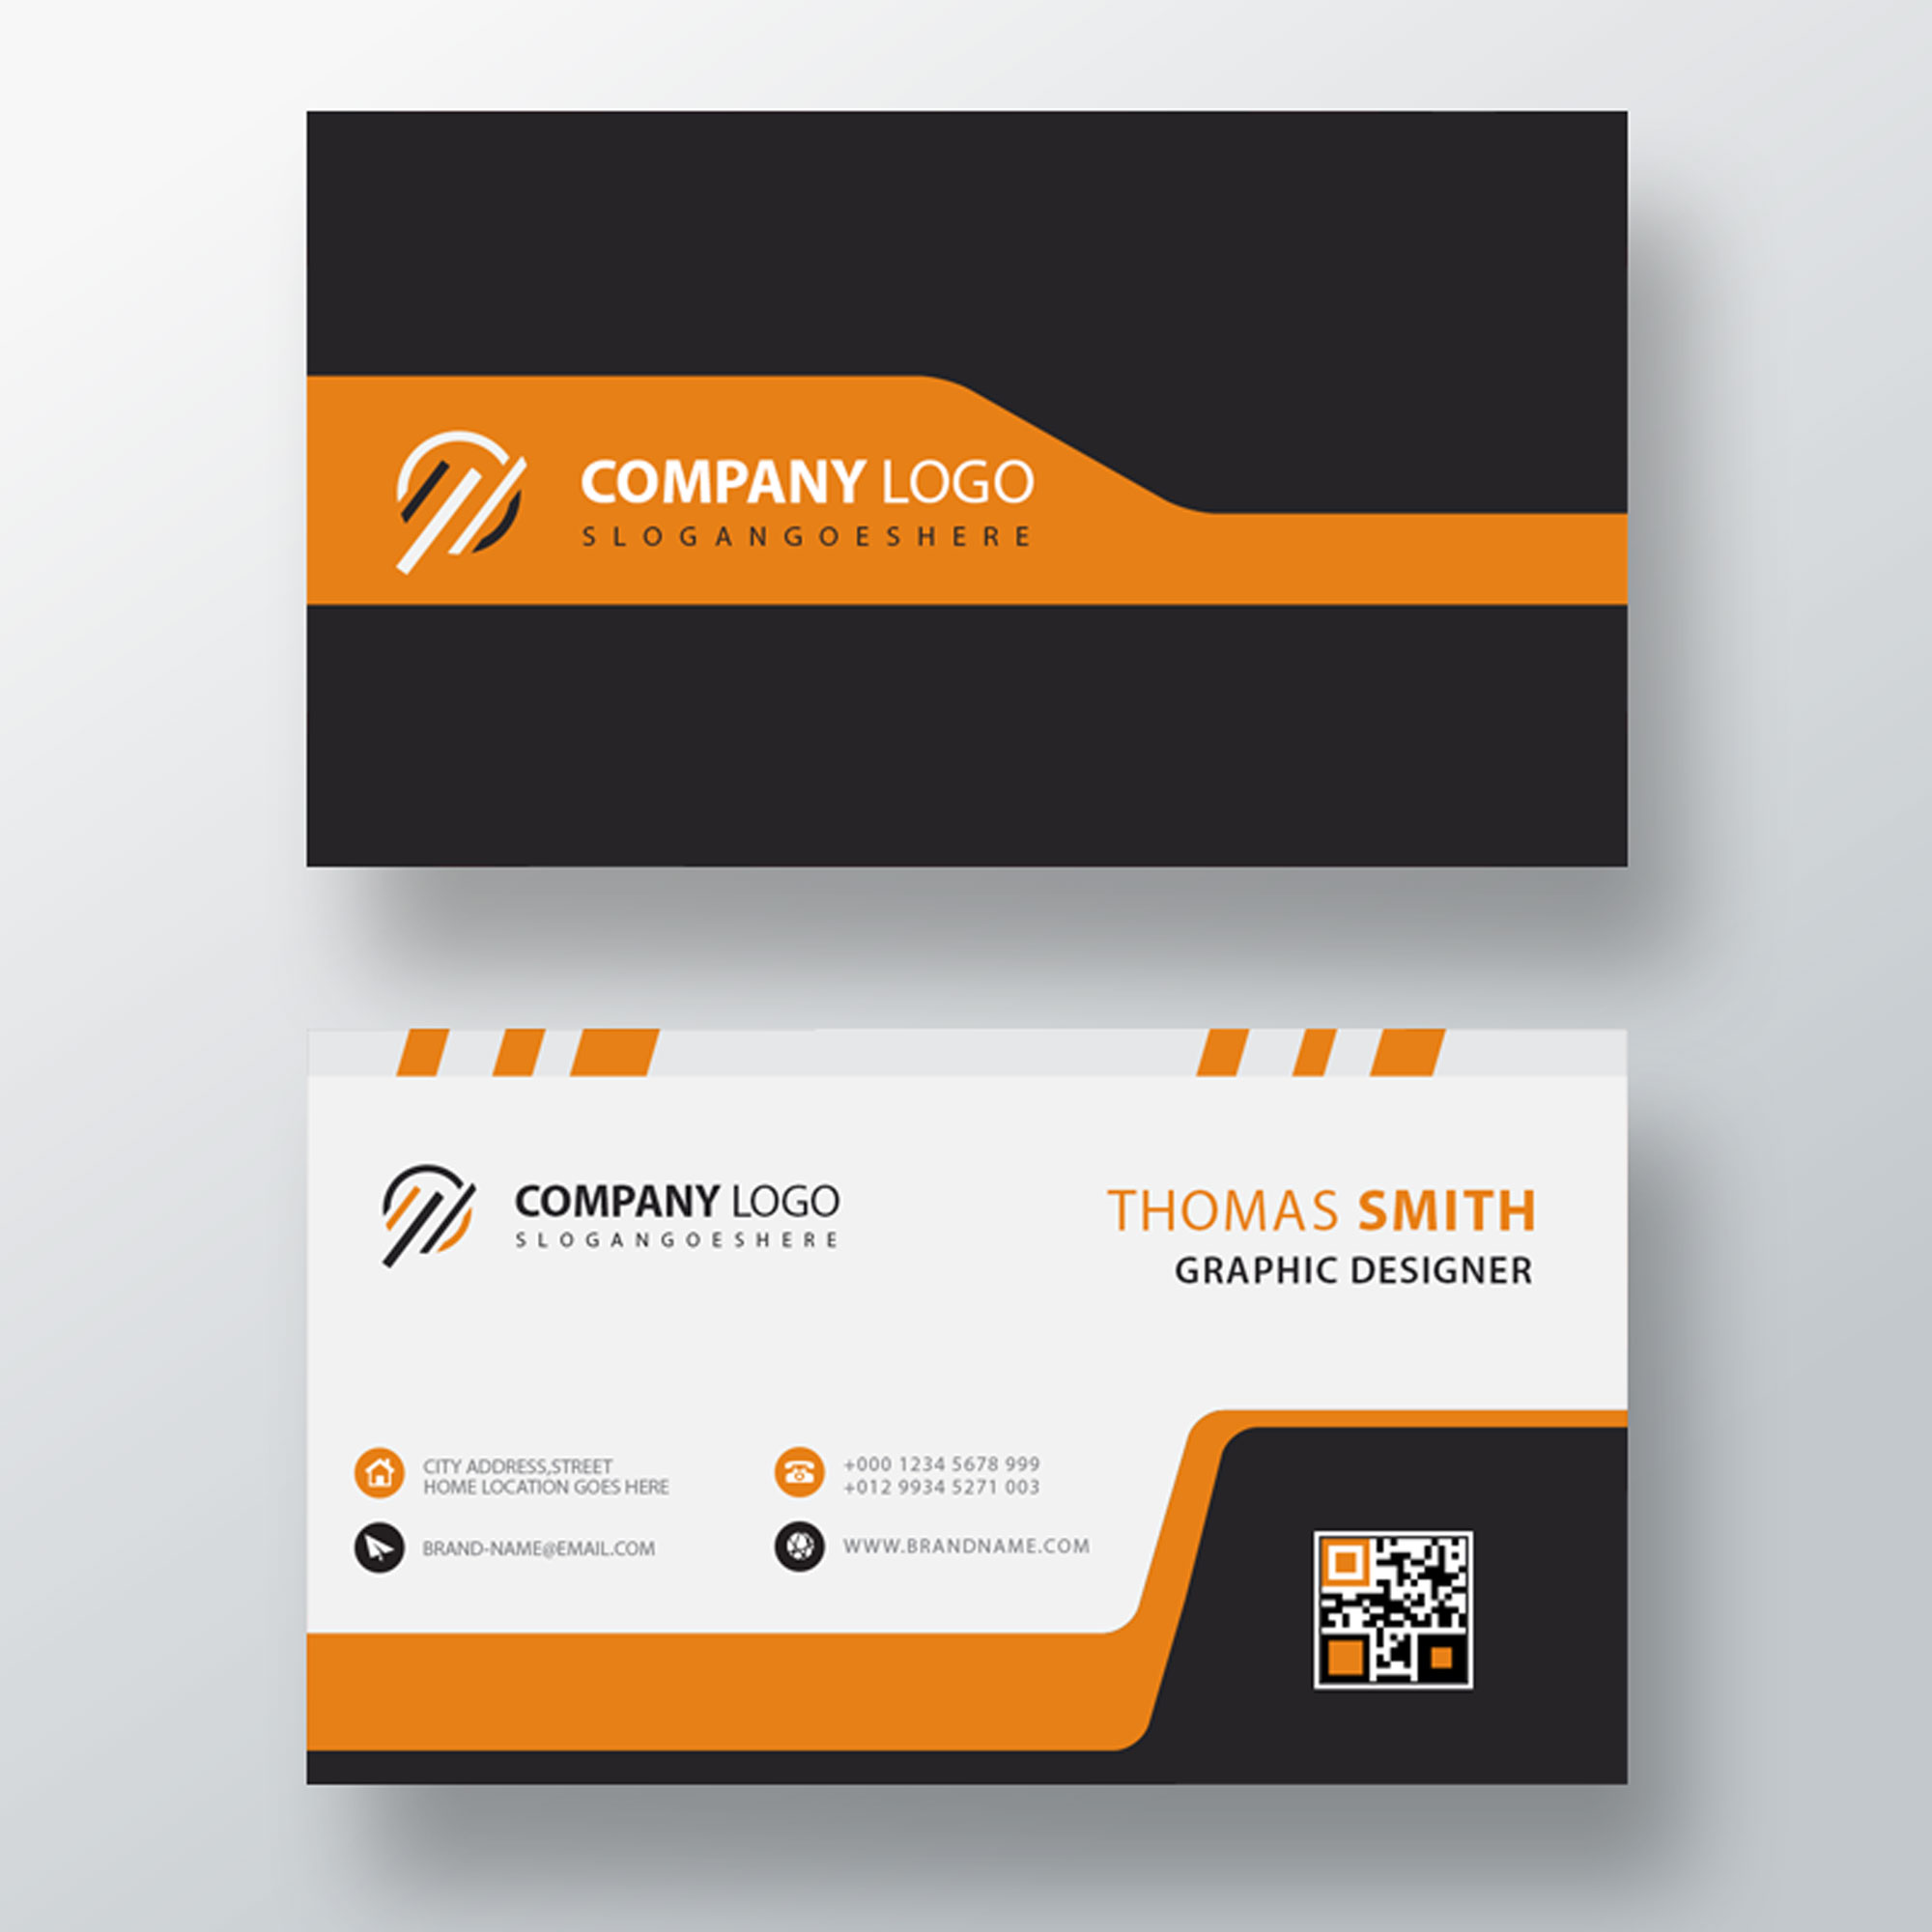 COMPANY LOGO
SLOGANGOESHERE
COMPANY LOGO
SLOGANGOESHERE
THOMAS SMITH
GRAPHIC DESIGNER
CITY ADDRESS,STREET
HOME LOCATION GOES HERE
+000 1234 5678 999
+012 9934 5271 003
BRAND-NAME@EMAIL.COM
WWW.BRANDNAME.COM